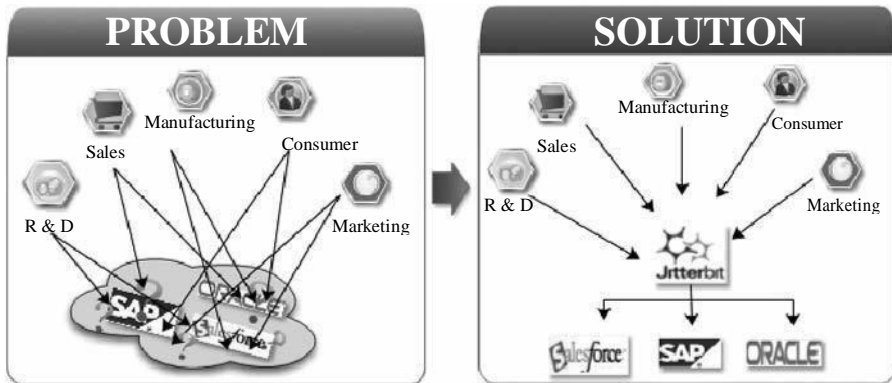 PROBLEM
Manufacturing
Sales
Consumer
R & D
Marketing
SAP
ORACLE
Salesforce
SOLUTION
Manufacturing
Sales
Consumer
R & D
Marketing
Jitterbit
Salesforce
SAP
ORACLE